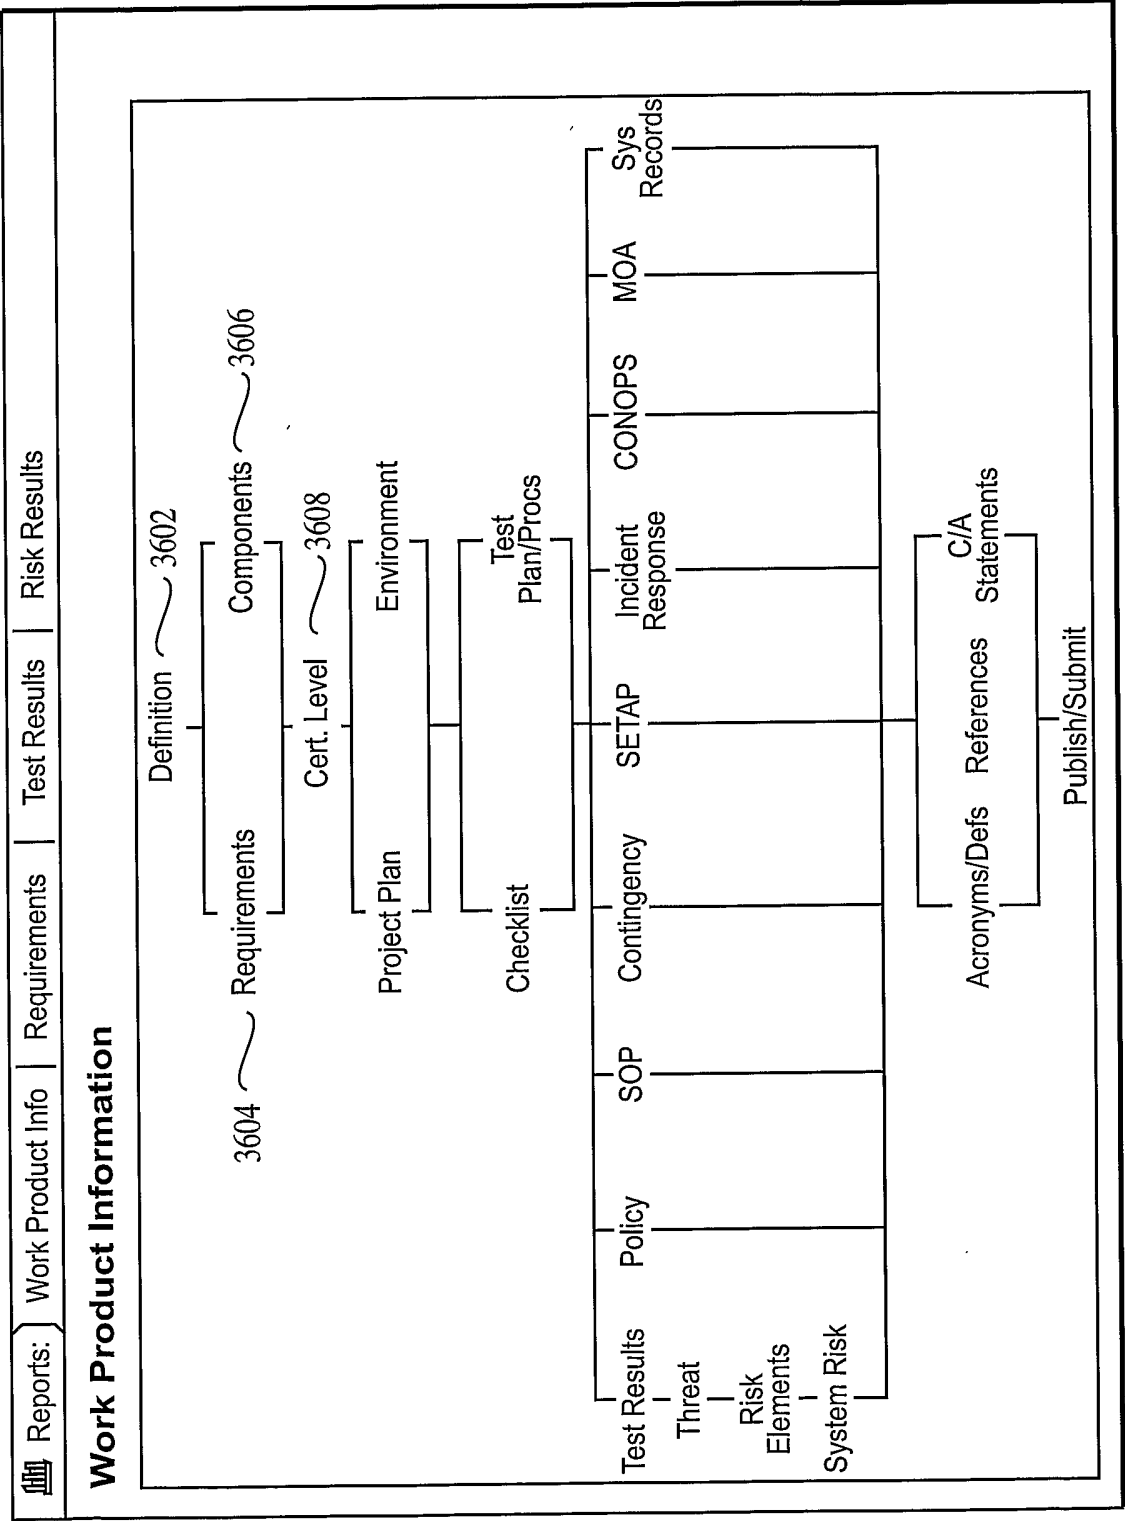 Reports: Work Product Info | Requirements | Test Results | Risk Results
Work Product Information
Definition 3602
3604 Requirements Components 3606
Cert. Level 3608
Project Plan Environment
Checklist Test
Plan/Procs
Test Results Policy SOP Contingency SETAP Incident
Response CONOPS MOA Sys
Records
Threat
Risk
Elements
System Risk
Acronyms/Defs References C/A
Statements
Publish/Submit